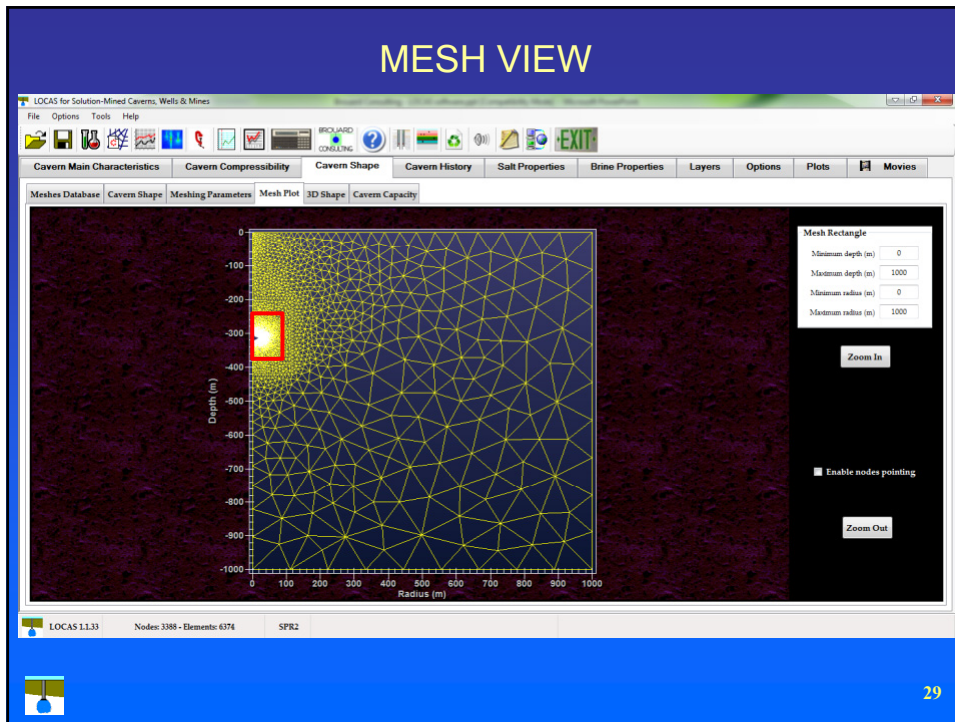 MESH VIEW
LOCAS for Solution-Mined Caverns, Wells & Mines
File Options Tools Help
BROUARD CONSULTING
EXIT
Cavern Main Characteristics Cavern Compressibility Cavern Shape Cavern History Salt Properties Brine Properties Layers Options Plots Movies
Meshes Database Cavern Shape Meshing Parameters Mesh Plot 3D Shape Cavern Capacity
Mesh Rectangle
Minimum depth (m) 0
Maximum depth (m) 1000
Minimum radius (m) 0
Maximum radius (m) 1000
Zoom In
Enable nodes pointing
Zoom Out
0
-100
-200
-300
-400
-500
-600
-700
-800
-900
-1000
Depth (m)
0 100 200 300 400 500 600 700 800 900 1000
Radius (m)
LOCAS 1.1.33 Nodes: 3388 - Elements: 6374 SPR2
29